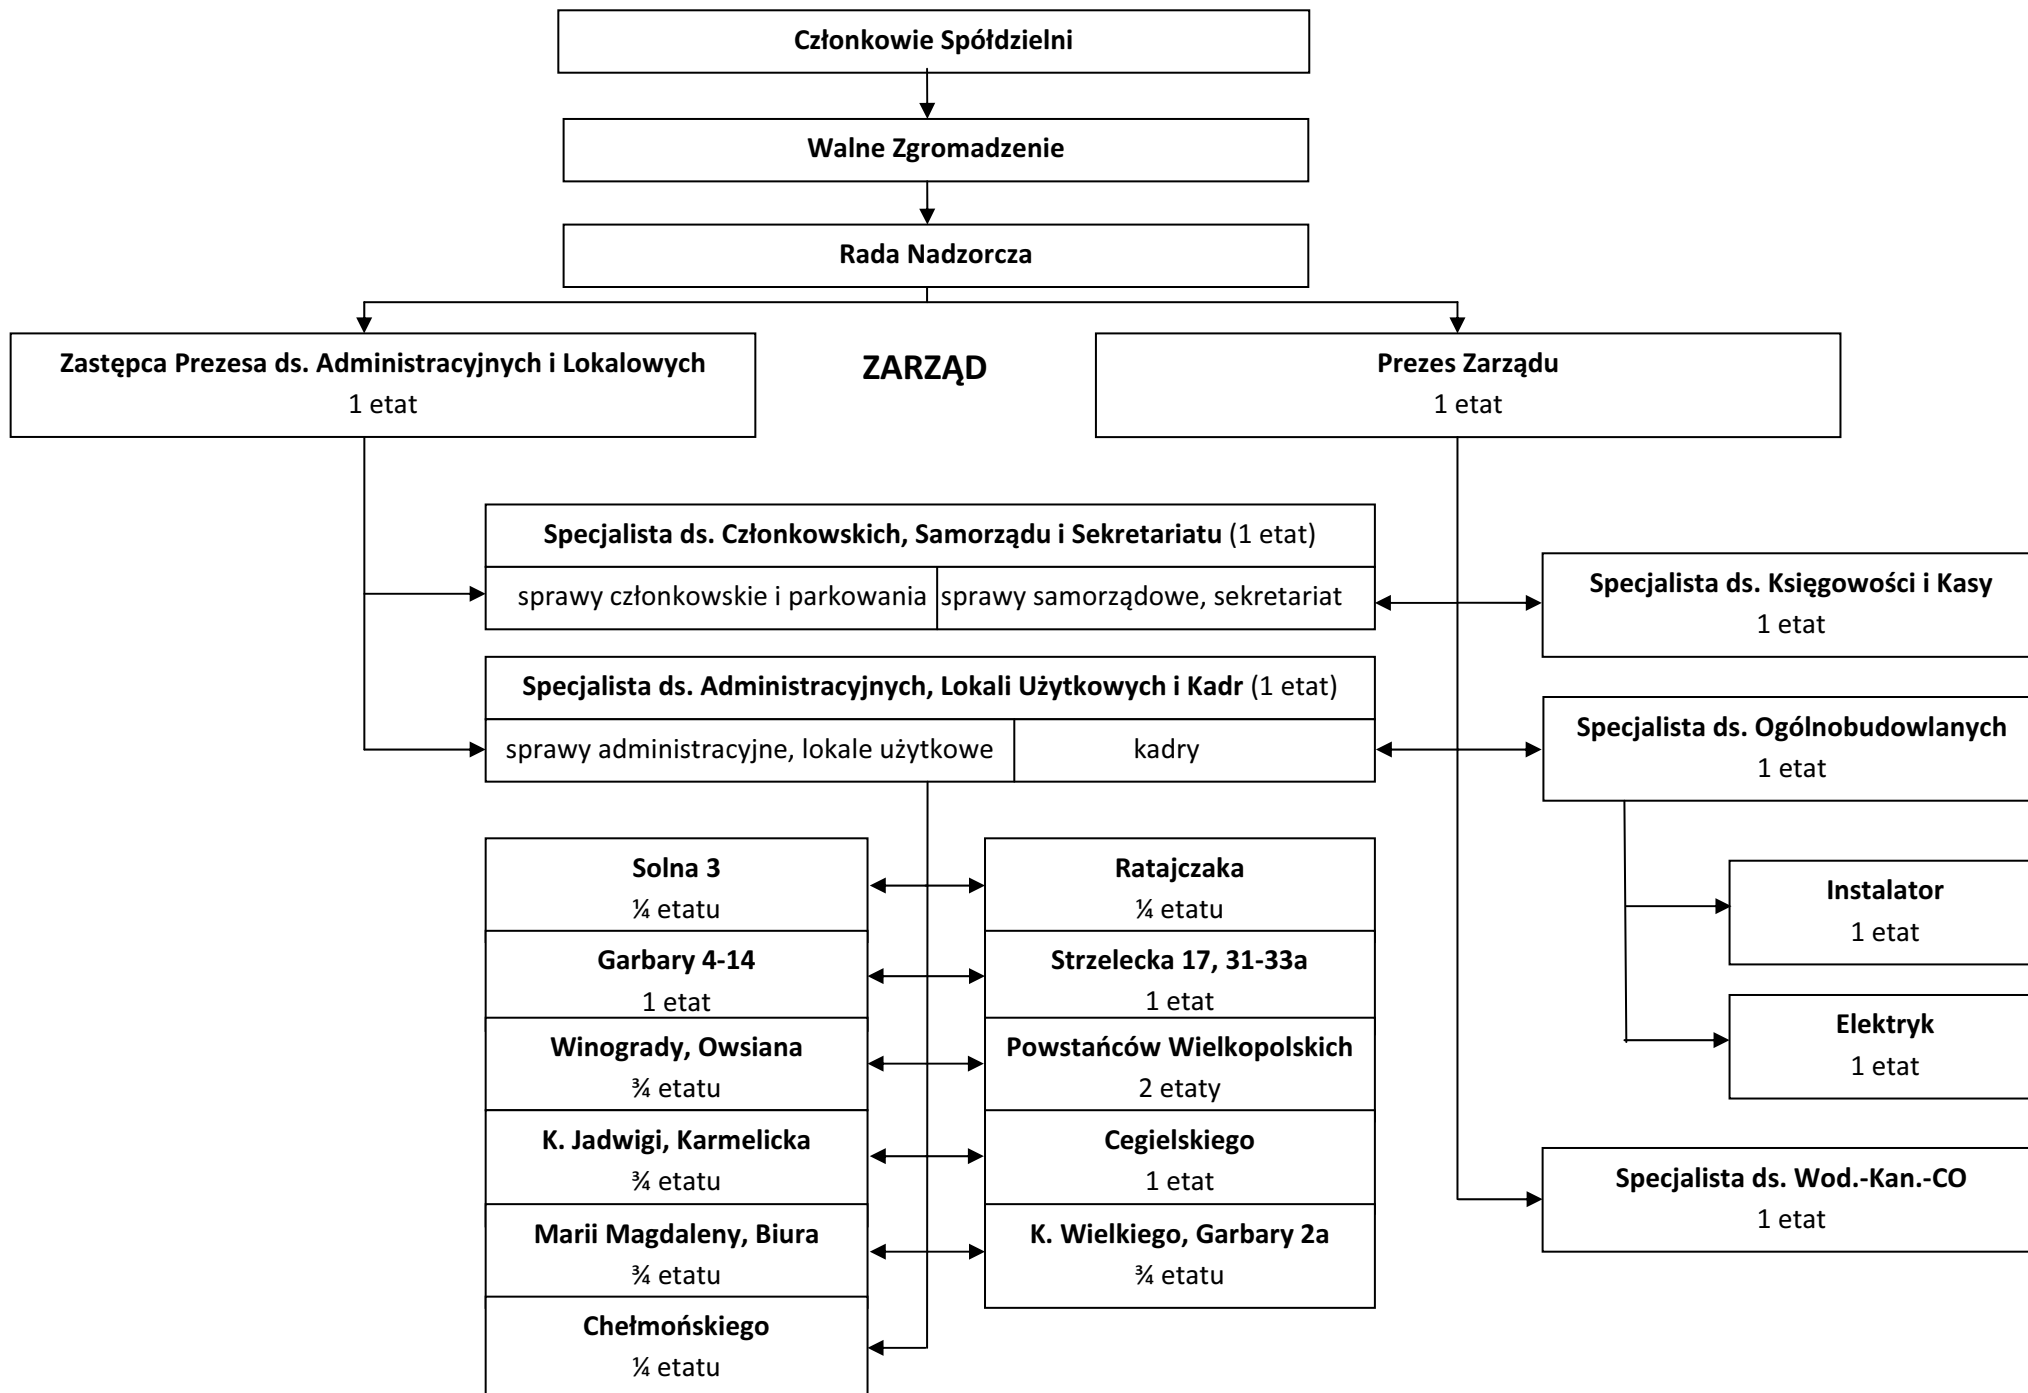 Członkowie Spółdzielni
Walne Zgromadzenie
Rada Nadzorcza
Zastępca Prezesa ds. Administracyjnych i Lokalowych
1 etat
ZARZĄD
Prezes Zarządu
1 etat
Specjalista ds. Członkowskich, Samorządu i Sekretariatu (1 etat)
sprawy członkowskie i parkowania
sprawy samorządowe, sekretariat
Specjalista ds. Księgowości i Kasy
1 etat
Specjalista ds. Administracyjnych, Lokali Użytkowych i Kadr (1 etat)
sprawy administracyjne, lokale użytkowe
kadry
Specjalista ds. Ogólnobudowlanych
1 etat
Solna 3
¼ etatu
Ratajczaka
¼ etatu
Garbary 4-14
1 etat
Strzelecka 17, 31-33a
1 etat
Winogrady, Owsiana
¾ etatu
Powstańców Wielkopolskich
2 etaty
K. Jadwigi, Karmelicka
¾ etatu
Cegielskiego
1 etat
Marii Magdaleny, Biura
¾ etatu
K. Wielkiego, Garbary 2a
¾ etatu
Chełmońskiego
¼ etatu
Instalator
1 etat
Elektryk
1 etat
Specjalista ds. Wod.-Kan.-CO
1 etat